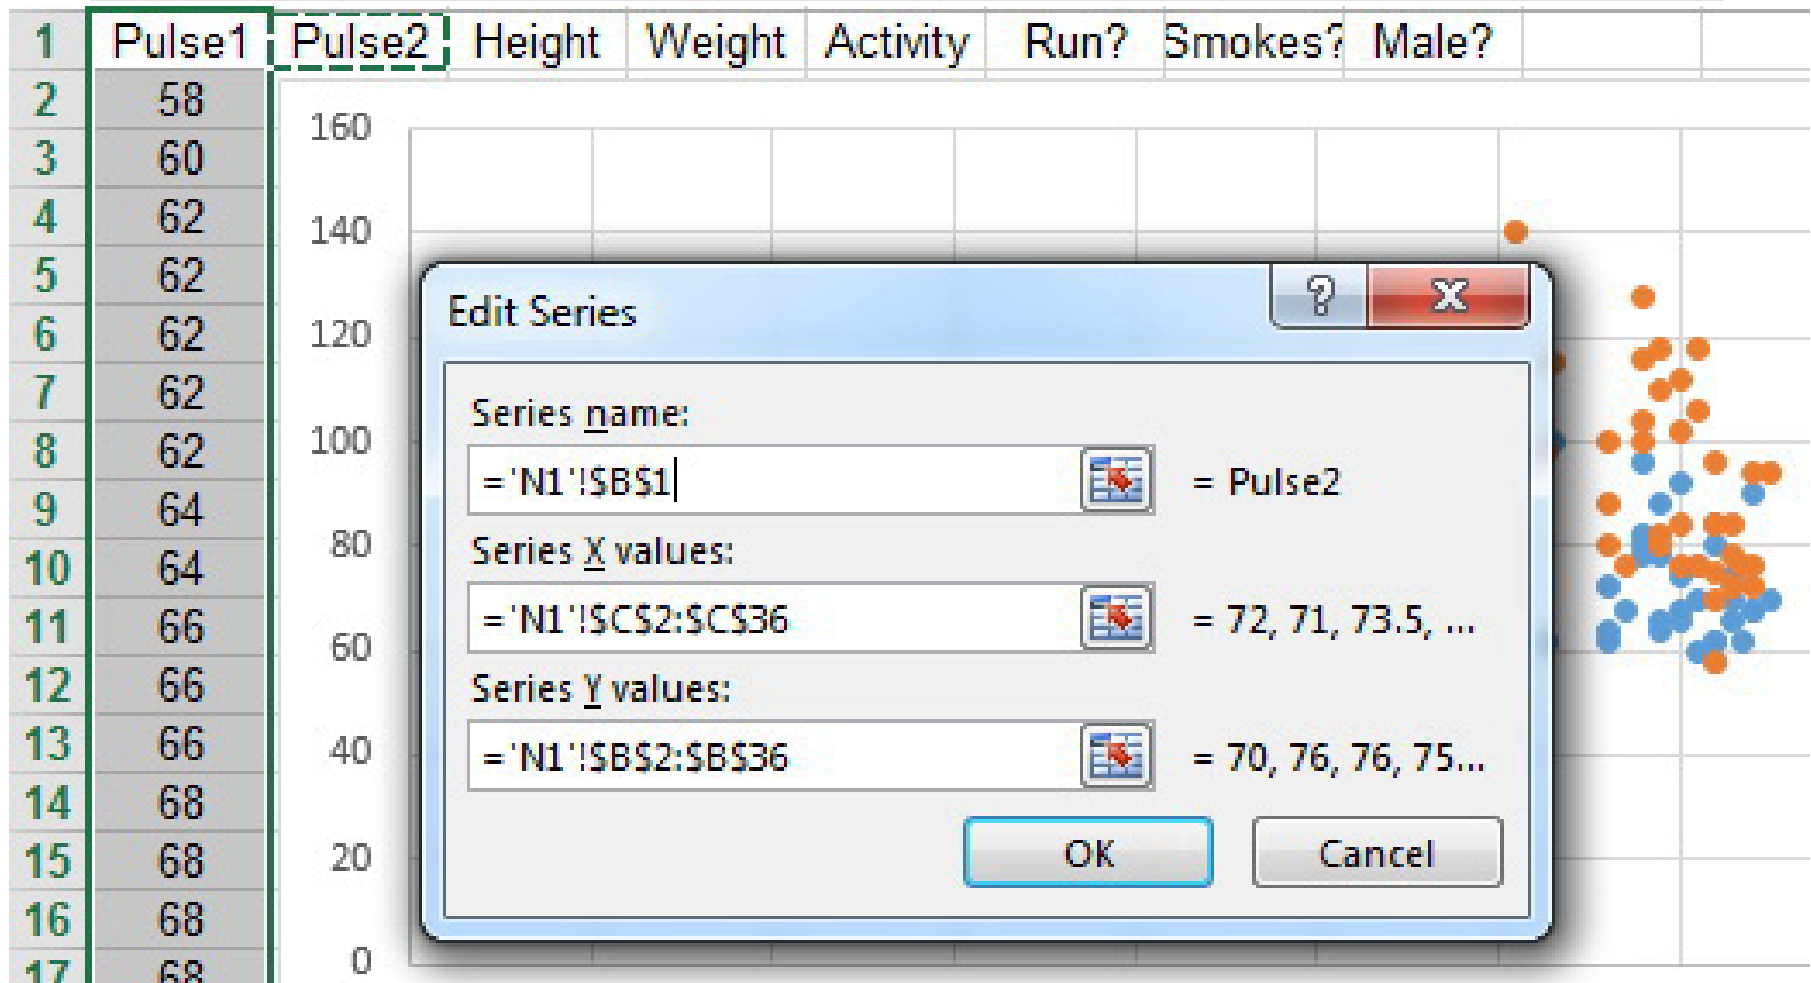 1 Pulse1 Pulse2 Height Weight Activity Run? Smokes? Male?
2 58
3 60
4 62
5 62
6 62
7 62
8 62
9 64
10 64
11 66
12 66
13 66
14 68
15 68
16 68
17 68
160
140
120
100
80
60
40
20
0
Edit Series
Series name:
='N1'!$B$1 = Pulse2
Series X values:
='N1'!$C$2:$C$36 = 72, 71, 73.5, ...
Series Y values:
='N1'!$B$2:$B$36 = 70, 76, 76, 75...
OK Cancel